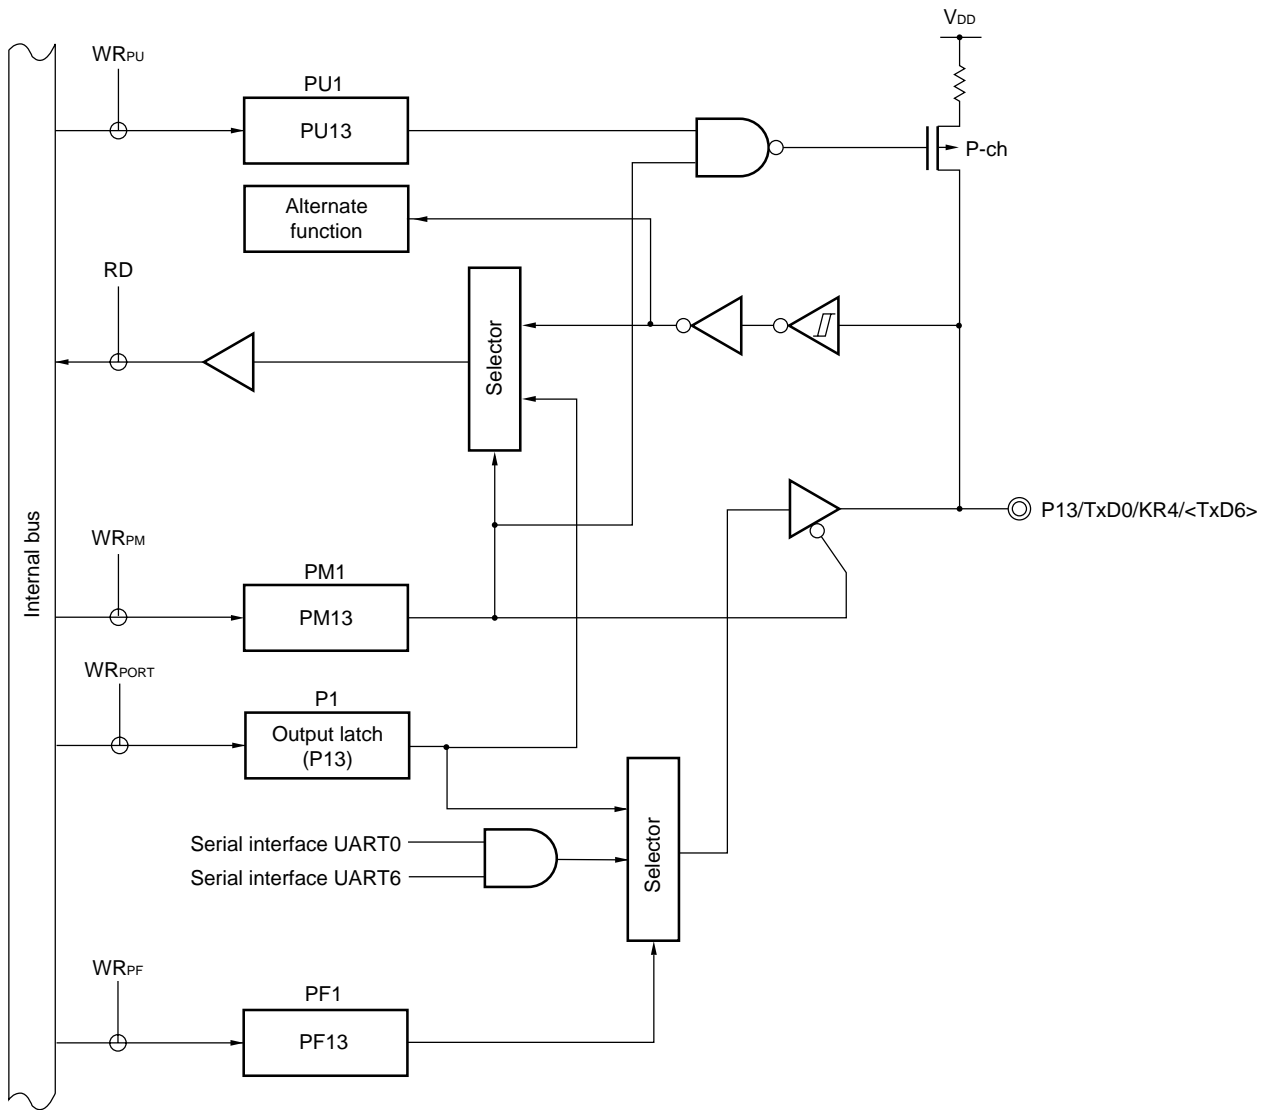 VDD
WRPU
PU1
PU13
P-ch
Alternate
function
RD
Selector
Internal bus
P13/TxD0/KR4/<TxD6>
WRPM
PM1
PM13
WRPORT
P1
Output latch
(P13)
Serial interface UART0
Serial interface UART6
Selector
WRPF
PF1
PF13